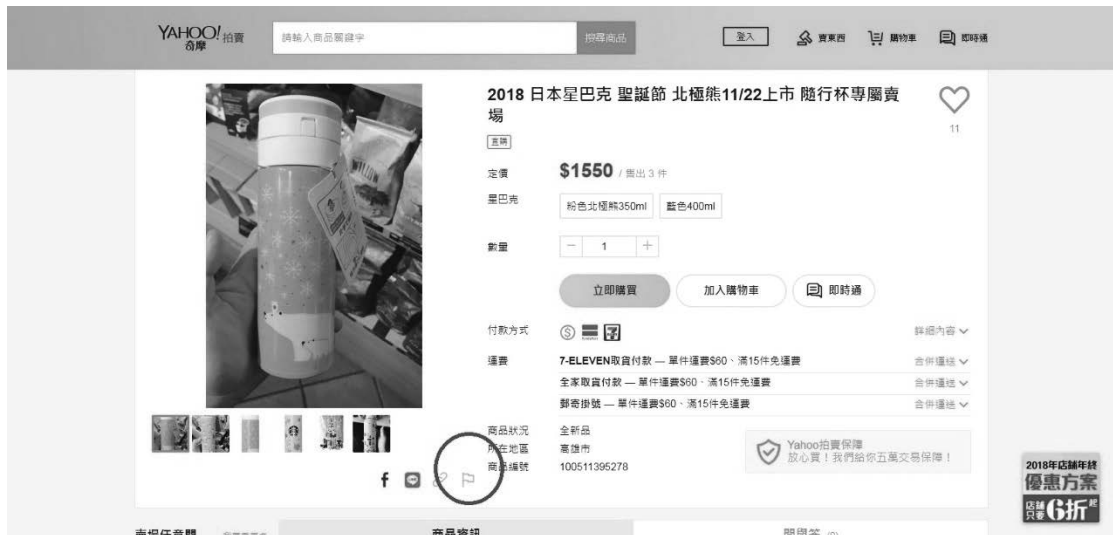 YAHOO! 拍賣
奇摩
請輸入商品關鍵字
搜尋商品
登入
賣東西
購物車
即時通
2018 日本星巴克 聖誕節 北極熊11/22上市 隨行杯專屬賣
場
直購
11
定價 $1550 / 售出 3 件
星巴克 粉色北極熊350ml 藍色400ml
數量 − 1 +
立即購買 加入購物車 即時通
付款方式 詳細內容
運費 7-ELEVEN取貨付款 — 單件運費$60、滿15件免運費 合併運送
全家取貨付款 — 單件運費$60、滿15件免運費 合併運送
郵寄掛號 — 單件運費$60、滿15件免運費 合併運送
商品狀況 全新品
所在地區 高雄市
商品編號 100511395278
Yahoo拍賣保障
放心買！我們給你五萬交易保障！
2018年店舖年終
優惠方案
店舖只要6折起
商品資訊
問與答 (0)